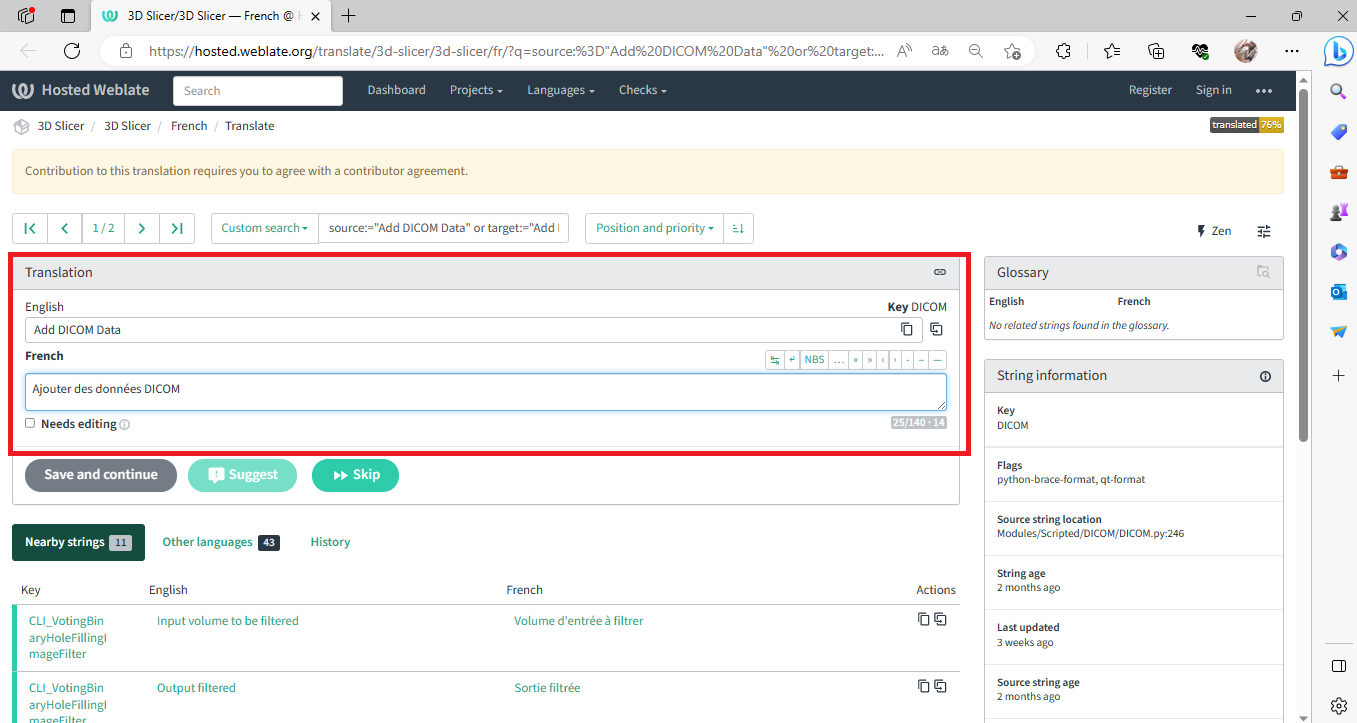 3D Slicer/3D Slicer — French @ H
https://hosted.weblate.org/translate/3d-slicer/3d-slicer/fr/?q=source:%3D"Add%20DICOM%20Data"%20or%20target:...
Hosted Weblate
Search
Dashboard
Projects
Languages
Checks
Register
Sign in
3D Slicer / 3D Slicer / French / Translate
translated 76%
Contribution to this translation requires you to agree with a contributor agreement.
1 / 2
Custom search
source:="Add DICOM Data" or target:="Add
Position and priority
Zen
Translation
English
Key DICOM
Add DICOM Data
French
NBS … « » ‹ › - – —
Ajouter des données DICOM
Needs editing
25/140 · 14
Save and continue
Suggest
Skip
Glossary
English French
No related strings found in the glossary.
String information
Key
DICOM
Flags
python-brace-format, qt-format
Source string location
Modules/Scripted/DICOM/DICOM.py:246
String age
2 months ago
Last updated
3 weeks ago
Source string age
2 months ago
Nearby strings 11
Other languages 43
History
Key English French Actions
CLI_VotingBin
aryHoleFillingI
mageFilter
Input volume to be filtered
Volume d'entrée à filtrer
CLI_VotingBin
aryHoleFillingI
mageFilter
Output filtered
Sortie filtrée